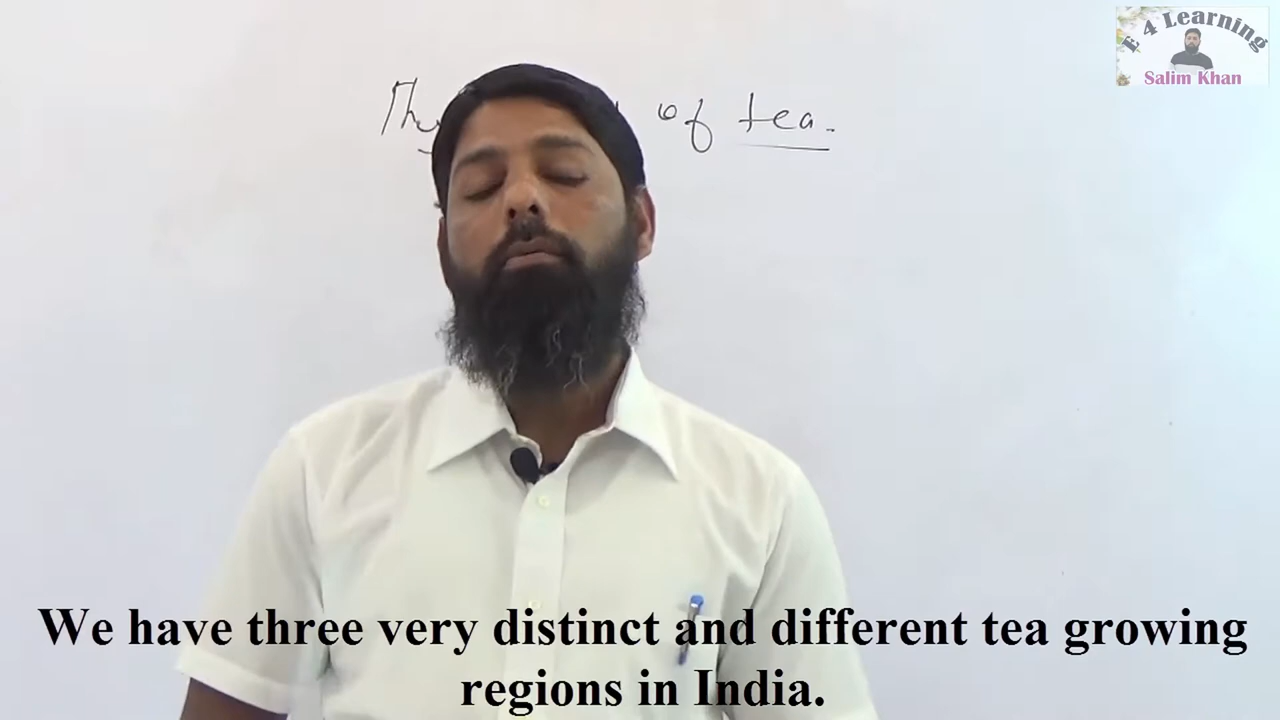 of tea.
E 4 Learning
Salim Khan
We have three very distinct and different tea growing
regions in India.